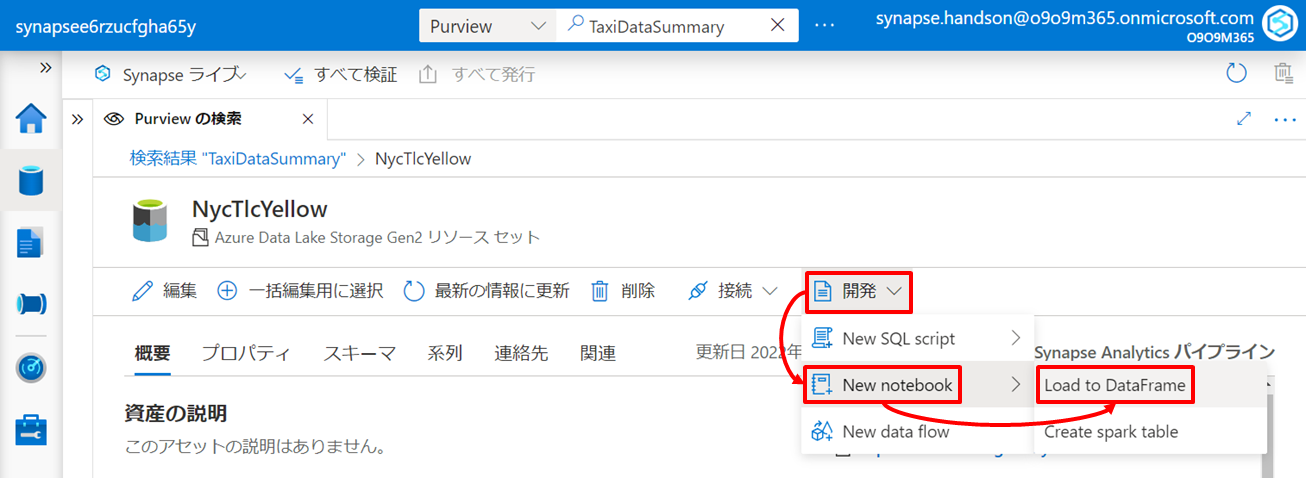 synapsee6rzucfgha65y
Purview
TaxiDataSummary
synapse.handson@o9o9m365.onmicrosoft.com
O9O9M365
Synapse ライブ
すべて検証
すべて発行
Purview の検索
検索結果 "TaxiDataSummary" > NycTlcYellow
NycTlcYellow
Azure Data Lake Storage Gen2 リソース セット
編集
一括編集用に選択
最新の情報に更新
削除
接続
開発
概要
プロパティ
スキーマ
系列
連絡先
関連
更新日 2022年
New SQL script
Synapse Analytics パイプライン
New notebook
Load to DataFrame
New data flow
Create spark table
資産の説明
このアセットの説明はありません。